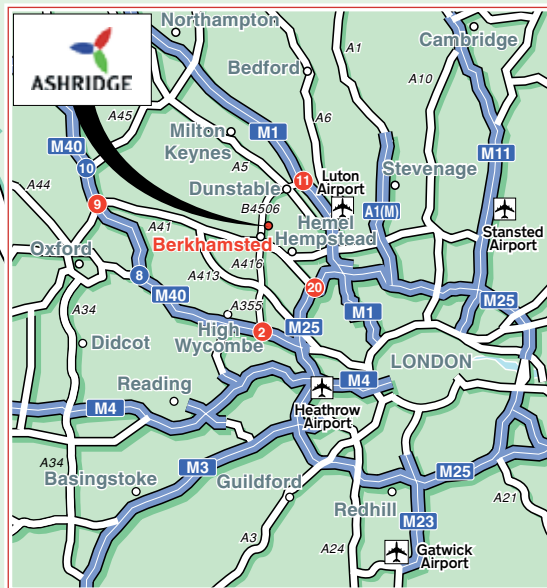 Northampton
Cambridge
ASHRIDGE
A1
A10
Bedford
A45
A6
Milton
Keynes
M1
M40
M11
10
A5
11
Luton
Airport
Stevenage
A44
Dunstable
9
B4506
A1(M)
Stansted
Airport
A41
Hemel
Hempstead
Berkhamsted
Oxford
A416
A413
8
20
M40
A355
M25
M25
M1
A34
High
Wycombe
2
Didcot
LONDON
Reading
M4
M4
Heathrow
Airport
A34
M3
M25
Basingstoke
Guildford
A21
Redhill
M23
A3
A24
Gatwick
Airport